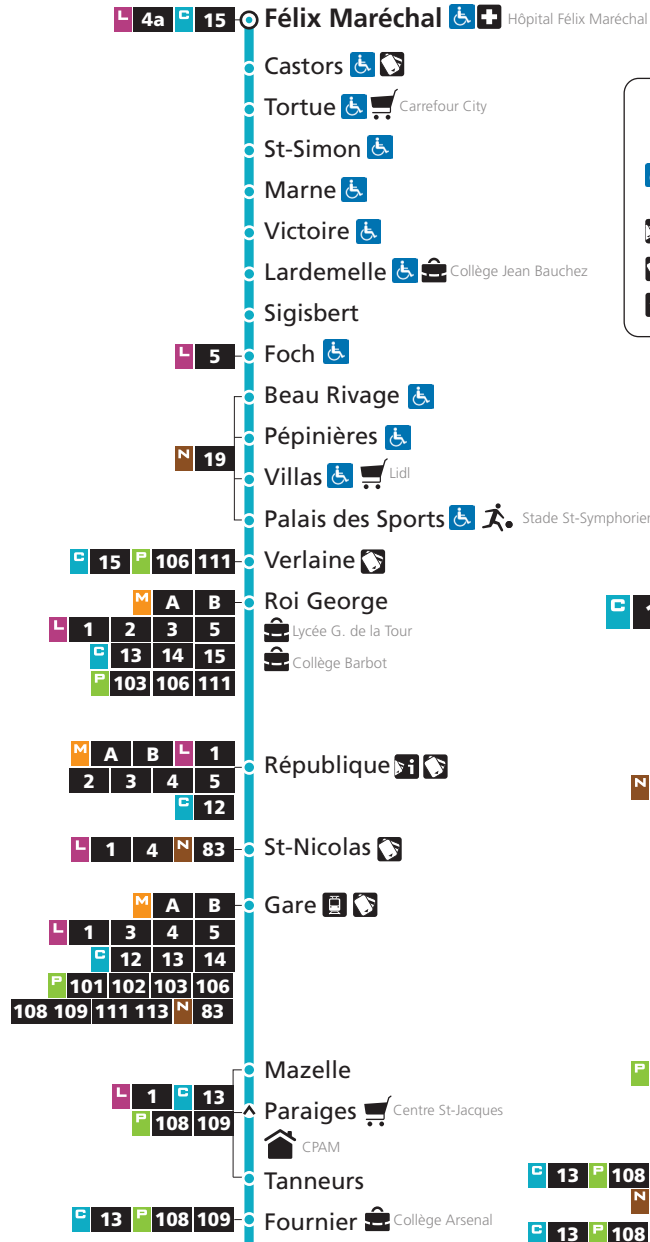 L 4a C 15 Félix Maréchal Hôpital Félix Maréchal
Castors
Tortue Carrefour City
St-Simon
Marne
Victoire
Lardemelle Collège Jean Bauchez
Sigisbert
L 5 Foch
Beau Rivage
Pépinières
N 19
Villas Lidl
Palais des Sports Stade St-Symphorien
C 15 P 106 111 Verlaine
M A B Roi George
L 1 2 3 5 Lycée G. de la Tour
C 13 14 15 Collège Barbot
P 103 106 111
C 1
M A B L 1
République
2 3 4 5
C 12
N
L 1 4 N 83 St-Nicolas
M A B Gare
L 1 3 4 5
C 12 13 14
P 101 102 103 106
108 109 111 113 N 83
Mazelle
P
L 1 C 13
P 108 109
Paraiges Centre St-Jacques
CPAM
Tanneurs
C 13 P 108
N
C 13 P 108 109 Fournier Collège Arsenal
C 13 P 108